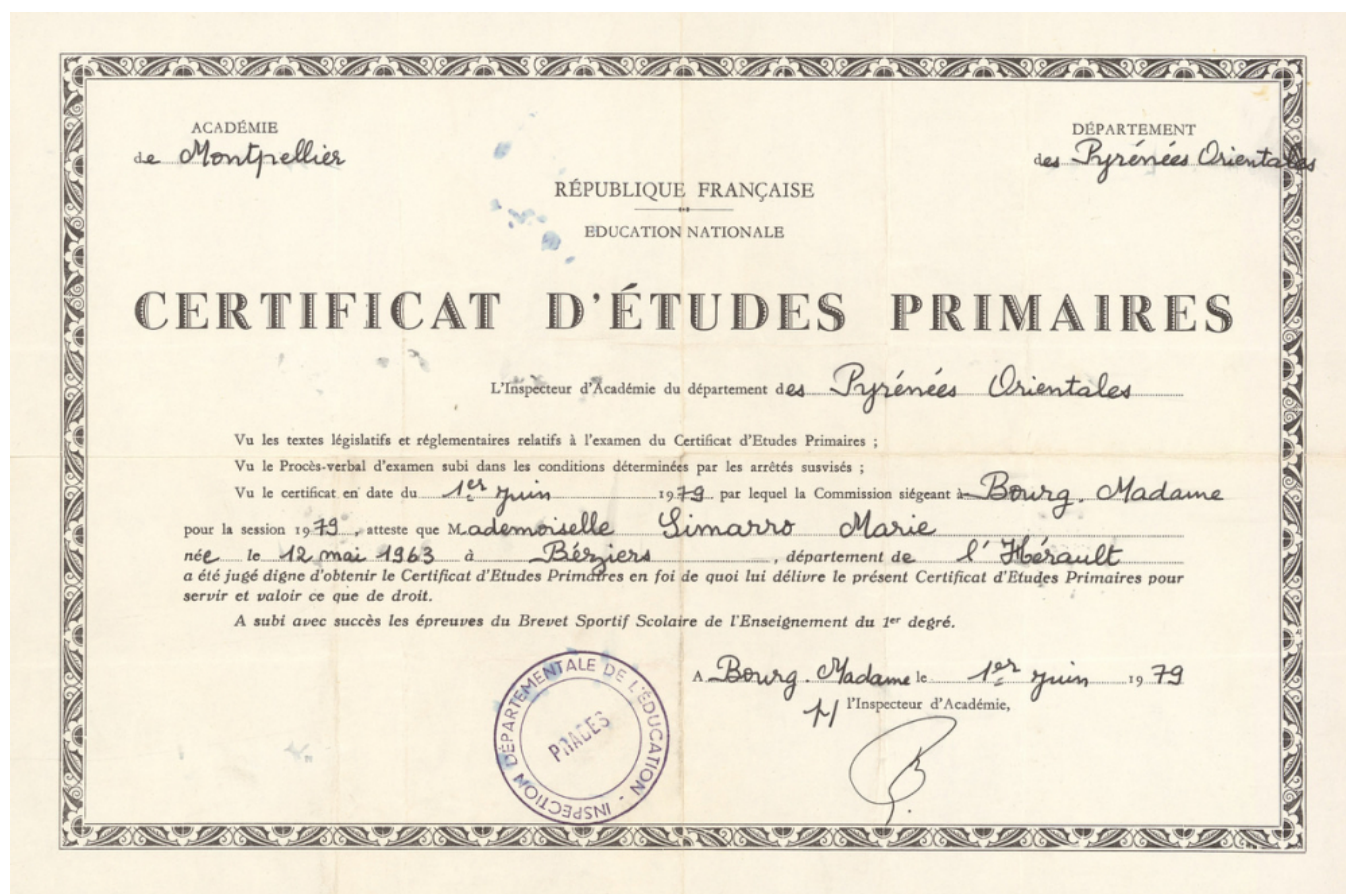 ACADÉMIE
de Montpellier
DÉPARTEMENT
des Pyrénées Orientales
RÉPUBLIQUE FRANÇAISE
EDUCATION NATIONALE
CERTIFICAT D'ÉTUDES PRIMAIRES
L'Inspecteur d'Académie du département des Pyrénées Orientales
Vu les textes législatifs et réglementaires relatifs à l'examen du Certificat d'Etudes Primaires ;
Vu le Procès-verbal d'examen subi dans les conditions déterminées par les arrêtés susvisés ;
Vu le certificat en date du 1er Juin 1979 par lequel la Commission siégeant à Bourg. Madame
pour la session 1979, atteste que Mademoiselle Simarro Marie
née le 12 mai 1963 à Béziers, département de l'Hérault
a été jugé digne d'obtenir le Certificat d'Etudes Primaires en foi de quoi lui délivre le présent Certificat d'Etudes Primaires pour
servir et valoir ce que de droit.
A subi avec succès les épreuves du Brevet Sportif Scolaire de l'Enseignement du 1er degré.
A Bourg. Madame le 1er Juin 1979
l'Inspecteur d'Académie,
INSPECTION DÉPARTEMENTALE DE L'ÉDUCATION -
PRADES